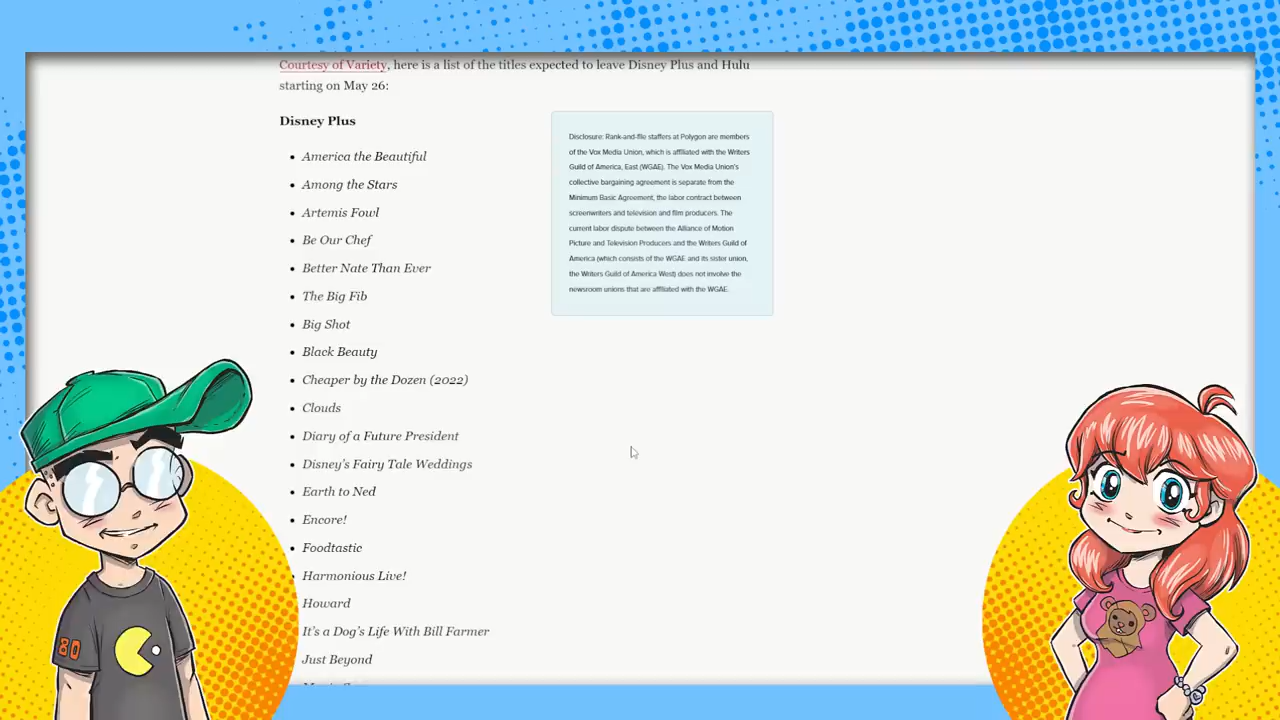 Courtesy of Variety, here is a list of the titles expected to leave Disney Plus and Hulu
starting on May 26:
Disney Plus
• America the Beautiful
• Among the Stars
• Artemis Fowl
• Be Our Chef
• Better Nate Than Ever
• The Big Fib
• Big Shot
• Black Beauty
• Cheaper by the Dozen (2022)
• Clouds
• Diary of a Future President
• Disney's Fairy Tale Weddings
• Earth to Ned
• Encore!
• Foodtastic
• Harmonious Live!
Howard
It's a Dog's Life With Bill Farmer
Just Beyond
Disclosure: Rank-and-file staffers at Polygon are members
of the Vox Media Union, which is affiliated with the Writers
Guild of America, East (WGAE). The Vox Media Union's
collective bargaining agreement is separate from the
Minimum Basic Agreement, the labor contract between
screenwriters and television and film producers. The
current labor dispute between the Alliance of Motion
Picture and Television Producers and the Writers Guild of
America (which consists of the WGAE and its sister union,
the Writers Guild of America West) does not involve the
newsroom unions that are affiliated with the WGAE.
80